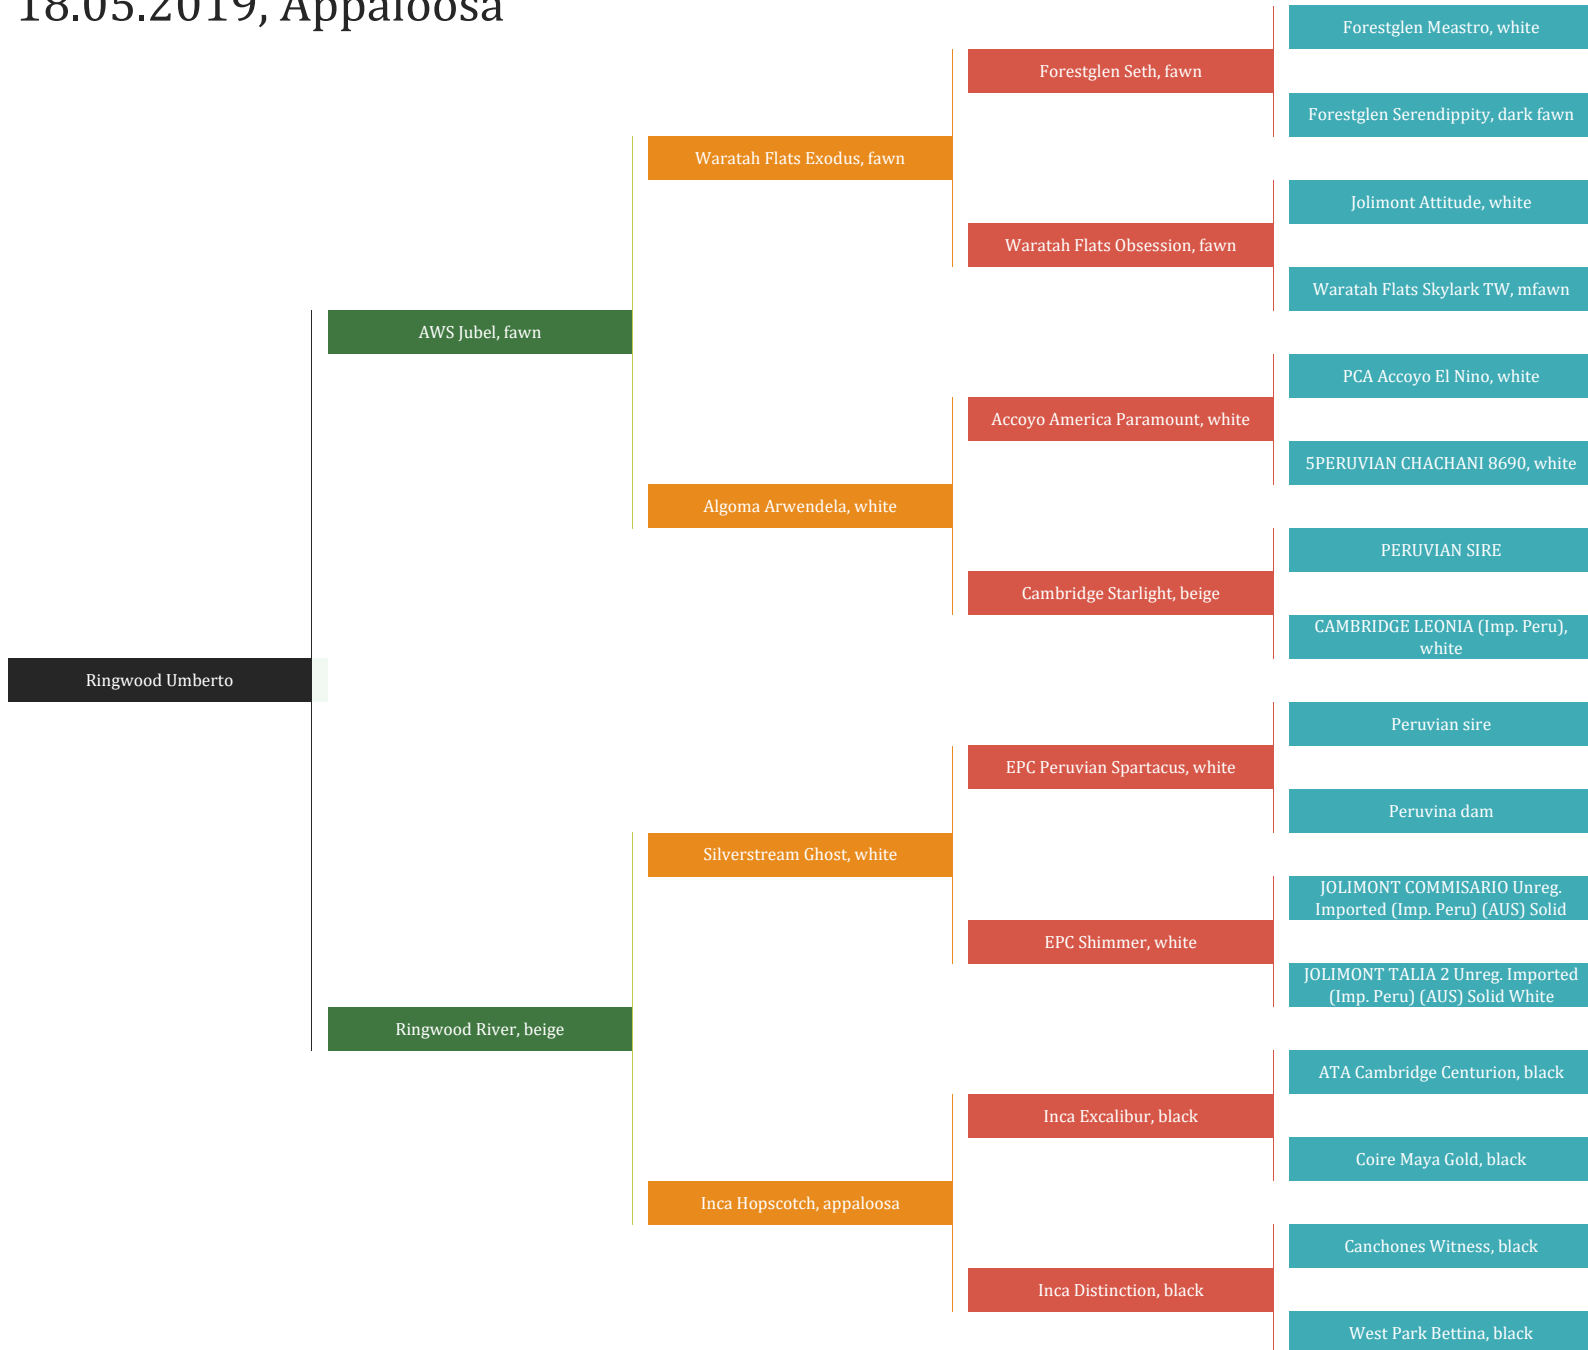 18.05.2019, Appaloosa
Forestglen Meastro, white
Forestglen Seth, fawn
Forestglen Serendippity, dark fawn
Waratah Flats Exodus, fawn
Jolimont Attitude, white
Waratah Flats Obsession, fawn
Waratah Flats Skylark TW, mfawn
AWS Jubel, fawn
PCA Accoyo El Nino, white
Accoyo America Paramount, white
5PERUVIAN CHACHANI 8690, white
Algoma Arwendela, white
PERUVIAN SIRE
Cambridge Starlight, beige
CAMBRIDGE LEONIA (Imp. Peru),
white
Ringwood Umberto
Peruvian sire
EPC Peruvian Spartacus, white
Peruvina dam
Silverstream Ghost, white
JOLIMONT COMMISARIO Unreg.
Imported (Imp. Peru) (AUS) Solid
EPC Shimmer, white
JOLIMONT TALIA 2 Unreg. Imported
(Imp. Peru) (AUS) Solid White
Ringwood River, beige
ATA Cambridge Centurion, black
Inca Excalibur, black
Coire Maya Gold, black
Inca Hopscotch, appaloosa
Canchones Witness, black
Inca Distinction, black
West Park Bettina, black